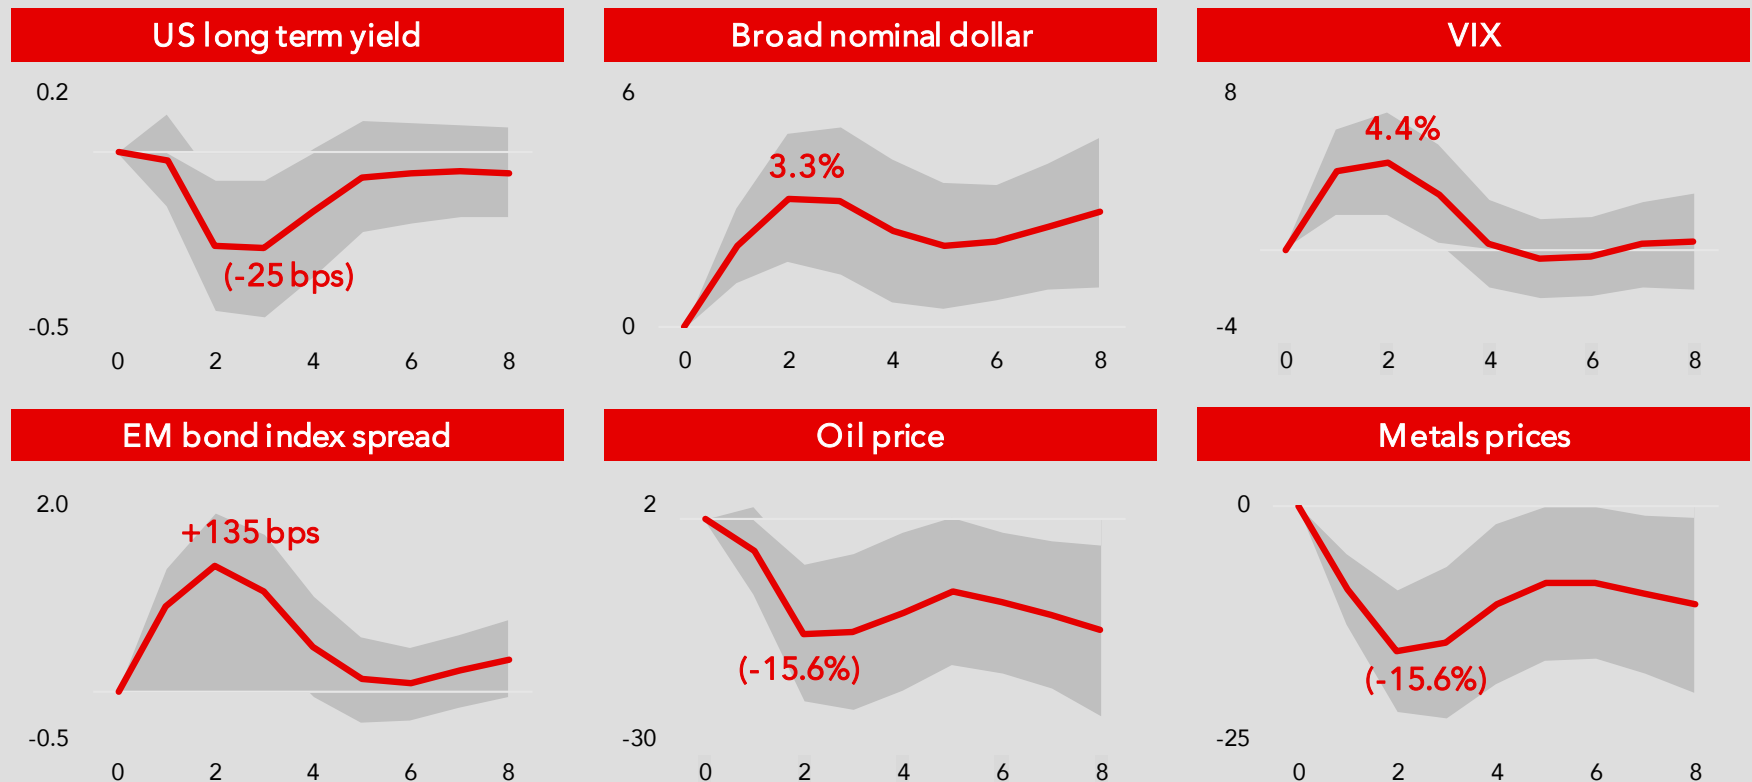 US long term yield
0.2
(-25 bps)
-0.5
0 2 4 6 8
Broad nominal dollar
6
3.3%
0
0 2 4 6 8
VIX
8
4.4%
-4
0 2 4 6 8
EM bond index spread
2.0
+135 bps
-0.5
0 2 4 6 8
Oil price
2
(-15.6%)
-30
0 2 4 6 8
Metals prices
0
(-15.6%)
-25
0 2 4 6 8